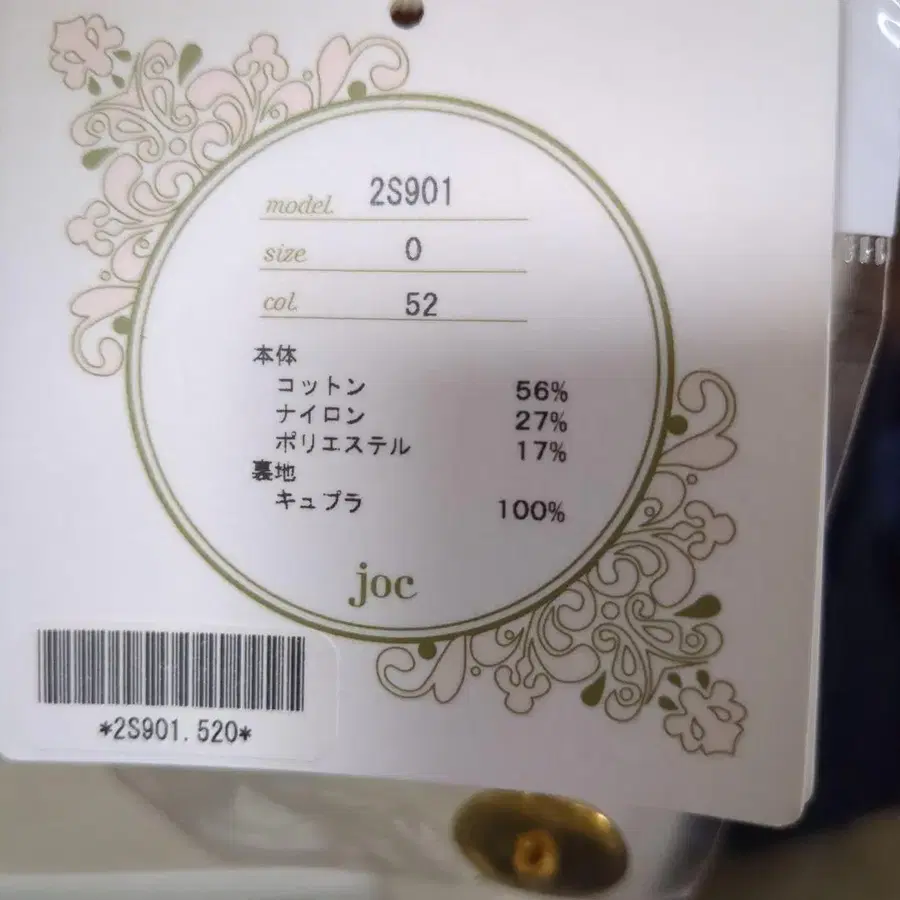 model. 2S901
size 0
col. 52
本体
コットン 56%
ナイロン 27%
ポリエステル 17%
裏地
キュプラ 100%
joc
*2S901.520*